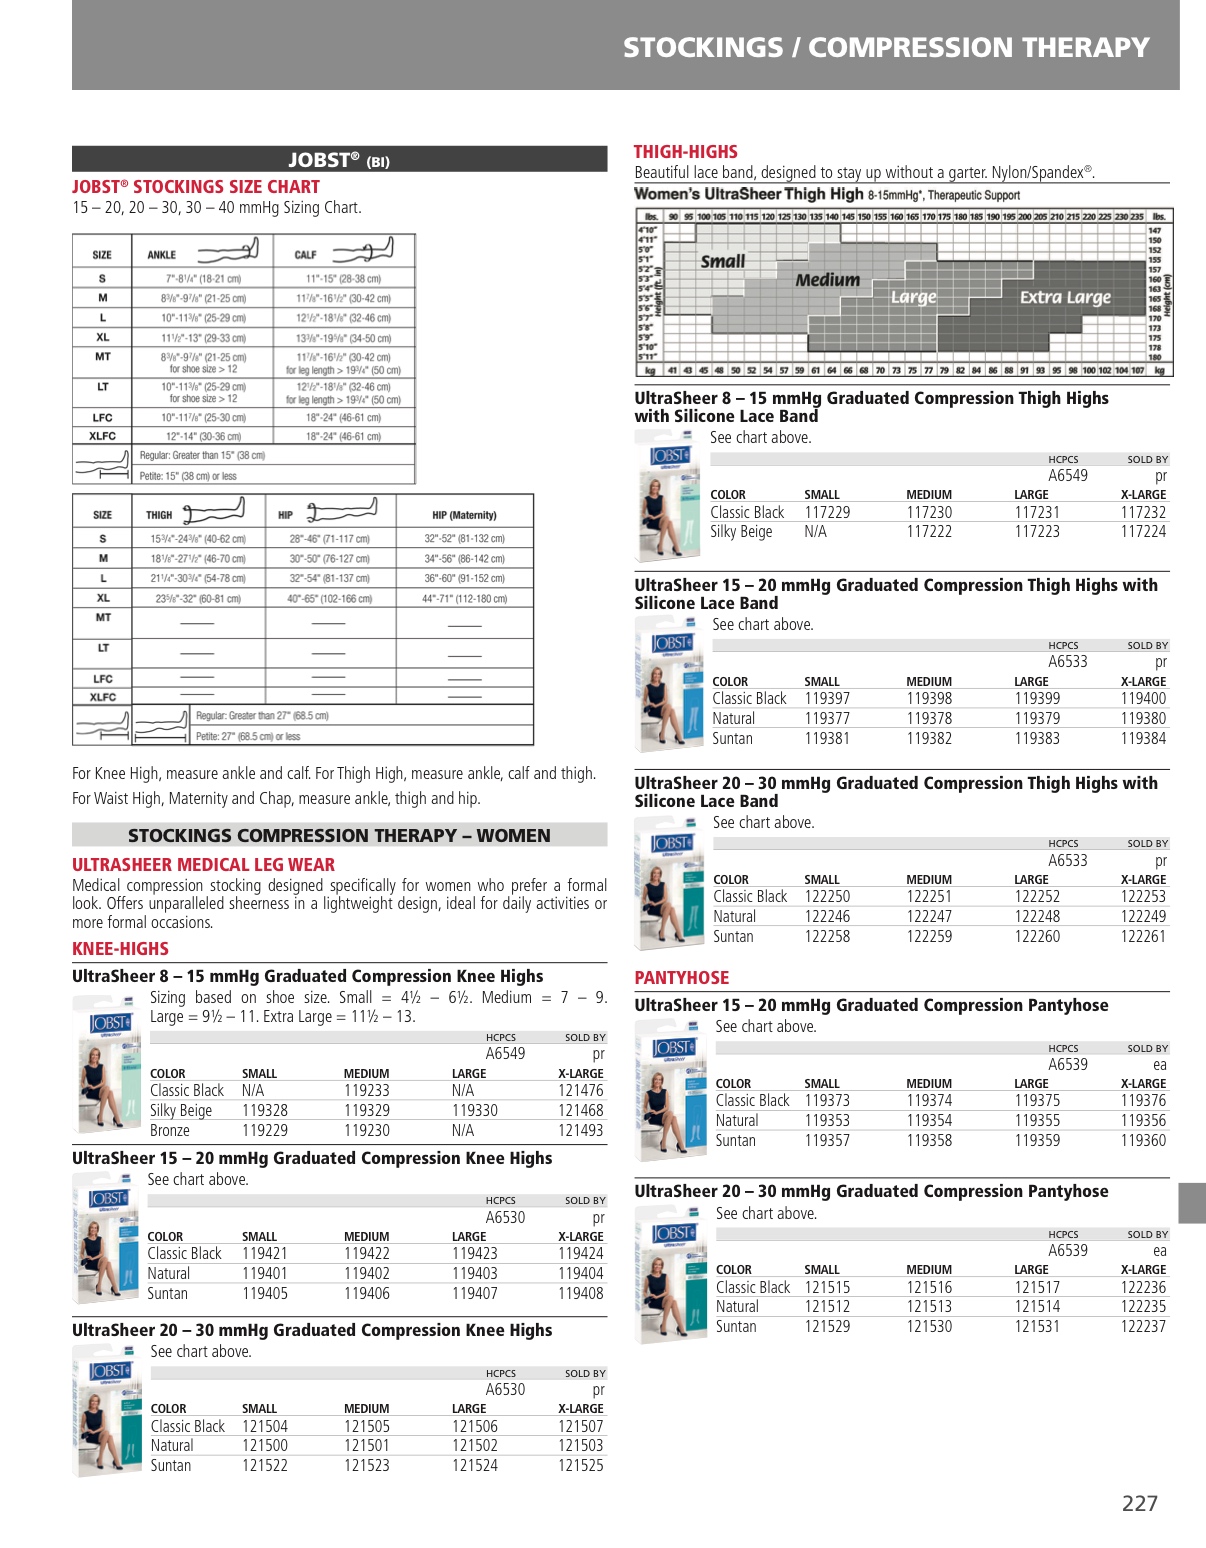 STOCKINGS / COMPRESSION THERAPY
JOBST® (BI)
JOBST® STOCKINGS SIZE CHART
15 – 20, 20 – 30, 30 – 40 mmHg Sizing Chart.
SIZE ANKLE CALF
S 7"-8¹/₄" (18-21 cm) 11"-15" (28-38 cm)
M 8³/₈"-9⁷/₈" (21-25 cm) 11⁷/₈"-16¹/₂" (30-42 cm)
L 10"-11³/₈" (25-29 cm) 12¹/₂"-18¹/₈" (32-46 cm)
XL 11¹/₂"-13" (29-33 cm) 13³/₈"-19⁵/₈" (34-50 cm)
MT 8³/₈"-9⁷/₈" (21-25 cm) 11⁷/₈"-16¹/₂" (30-42 cm)
for shoe size > 12 for leg length > 19³/₄" (50 cm)
LT 10"-11³/₈" (25-29 cm) 12¹/₂"-18¹/₈" (32-46 cm)
for shoe size > 12 for leg length > 19³/₄" (50 cm)
LFC 10"-11⁷/₈" (25-30 cm) 18"-24" (46-61 cm)
XLFC 12"-14" (30-36 cm) 18"-24" (46-61 cm)
Regular: Greater than 15" (38 cm)
Petite: 15" (38 cm) or less
SIZE THIGH HIP HIP (Maternity)
S 15³/₄"-24³/₈" (40-62 cm) 28"-46" (71-117 cm) 32"-52" (81-132 cm)
M 18¹/₈"-27¹/₂" (46-70 cm) 30"-50" (76-127 cm) 34"-56" (86-142 cm)
L 21¹/₄"-30³/₄" (54-78 cm) 32"-54" (81-137 cm) 36"-60" (91-152 cm)
XL 23⁵/₈"-32" (60-81 cm) 40"-65" (102-166 cm) 44"-71" (112-180 cm)
MT
LT
LFC
XLFC
Regular: Greater than 27" (68.5 cm)
Petite: 27" (68.5 cm) or less
For Knee High, measure ankle and calf. For Thigh High, measure ankle, calf and thigh.
For Waist High, Maternity and Chap, measure ankle, thigh and hip.
STOCKINGS COMPRESSION THERAPY – WOMEN
ULTRASHEER MEDICAL LEG WEAR
Medical compression stocking designed specifically for women who prefer a formal
look. Offers unparalleled sheerness in a lightweight design, ideal for daily activities or
more formal occasions.
KNEE-HIGHS
UltraSheer 8 – 15 mmHg Graduated Compression Knee Highs
Sizing based on shoe size. Small = 4½ – 6½. Medium = 7 – 9.
Large = 9½ – 11. Extra Large = 11½ – 13.
JOBST
HCPCS SOLD BY
A6549 pr
COLOR SMALL MEDIUM LARGE X-LARGE
Classic Black N/A 119233 N/A 121476
Silky Beige 119328 119329 119330 121468
Bronze 119229 119230 N/A 121493
UltraSheer 15 – 20 mmHg Graduated Compression Knee Highs
See chart above.
JOBST
HCPCS SOLD BY
A6530 pr
COLOR SMALL MEDIUM LARGE X-LARGE
Classic Black 119421 119422 119423 119424
Natural 119401 119402 119403 119404
Suntan 119405 119406 119407 119408
UltraSheer 20 – 30 mmHg Graduated Compression Knee Highs
See chart above.
JOBST
HCPCS SOLD BY
A6530 pr
COLOR SMALL MEDIUM LARGE X-LARGE
Classic Black 121504 121505 121506 121507
Natural 121500 121501 121502 121503
Suntan 121522 121523 121524 121525
THIGH-HIGHS
Beautiful lace band, designed to stay up without a garter. Nylon/Spandex®.
Women's UltraSheer Thigh High 8-15mmHg*, Therapeutic Support
lbs. 90 95 100 105 110 115 120 125 130 135 140 145 150 155 160 165 170 175 180 185 190 195 200 205 210 215 220 225 230 235 lbs.
4'10" 147
4'11" 150
5'0" 152
5'1" 155
5'2" 157
5'3" 160
5'4" 163
5'5" 165
5'6" 168
5'7" 170
5'8" 173
5'9" 175
5'10" 178
5'11" 180
Height (ft. in)
Height (cm)
Small
Medium
Large
Extra Large
kg 41 43 45 48 50 52 54 57 59 61 64 66 68 70 73 75 77 79 82 84 86 88 91 93 95 98 100 102 104 107 kg
UltraSheer 8 – 15 mmHg Graduated Compression Thigh Highs
with Silicone Lace Band
See chart above.
JOBST
HCPCS SOLD BY
A6549 pr
COLOR SMALL MEDIUM LARGE X-LARGE
Classic Black 117229 117230 117231 117232
Silky Beige N/A 117222 117223 117224
UltraSheer 15 – 20 mmHg Graduated Compression Thigh Highs with
Silicone Lace Band
See chart above.
JOBST
HCPCS SOLD BY
A6533 pr
COLOR SMALL MEDIUM LARGE X-LARGE
Classic Black 119397 119398 119399 119400
Natural 119377 119378 119379 119380
Suntan 119381 119382 119383 119384
UltraSheer 20 – 30 mmHg Graduated Compression Thigh Highs with
Silicone Lace Band
See chart above.
JOBST
HCPCS SOLD BY
A6533 pr
COLOR SMALL MEDIUM LARGE X-LARGE
Classic Black 122250 122251 122252 122253
Natural 122246 122247 122248 122249
Suntan 122258 122259 122260 122261
PANTYHOSE
UltraSheer 15 – 20 mmHg Graduated Compression Pantyhose
See chart above.
JOBST
HCPCS SOLD BY
A6539 ea
COLOR SMALL MEDIUM LARGE X-LARGE
Classic Black 119373 119374 119375 119376
Natural 119353 119354 119355 119356
Suntan 119357 119358 119359 119360
UltraSheer 20 – 30 mmHg Graduated Compression Pantyhose
See chart above.
JOBST
HCPCS SOLD BY
A6539 ea
COLOR SMALL MEDIUM LARGE X-LARGE
Classic Black 121515 121516 121517 122236
Natural 121512 121513 121514 122235
Suntan 121529 121530 121531 122237
227